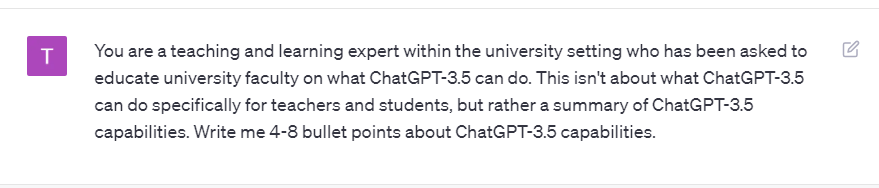 T
You are a teaching and learning expert within the university setting who has been asked to
educate university faculty on what ChatGPT-3.5 can do. This isn't about what ChatGPT-3.5
can do specifically for teachers and students, but rather a summary of ChatGPT-3.5
capabilities. Write me 4-8 bullet points about ChatGPT-3.5 capabilities.